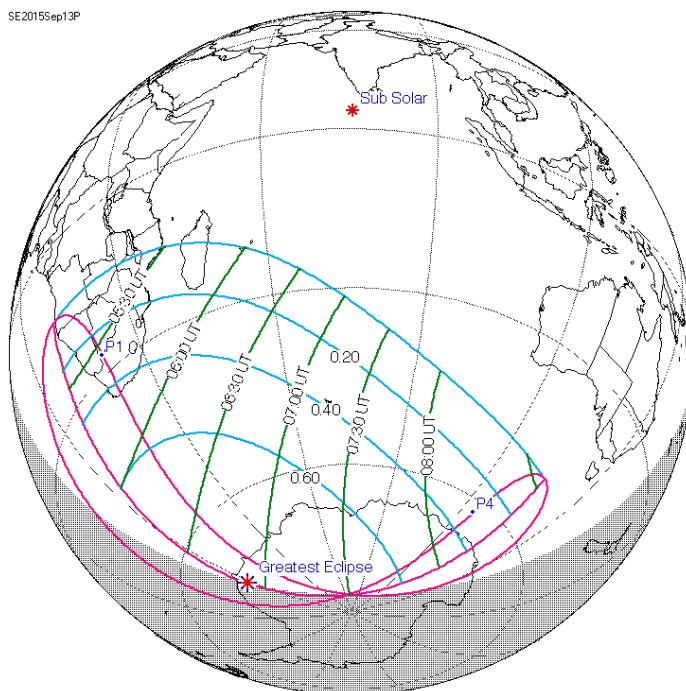 SE2015Sep13P
Sub Solar
05:30 UT
P1
06:00 UT
06:30 UT
07:00 UT
07:30 UT
08:00 UT
0.20
0.40
0.60
P4
Greatest Eclipse